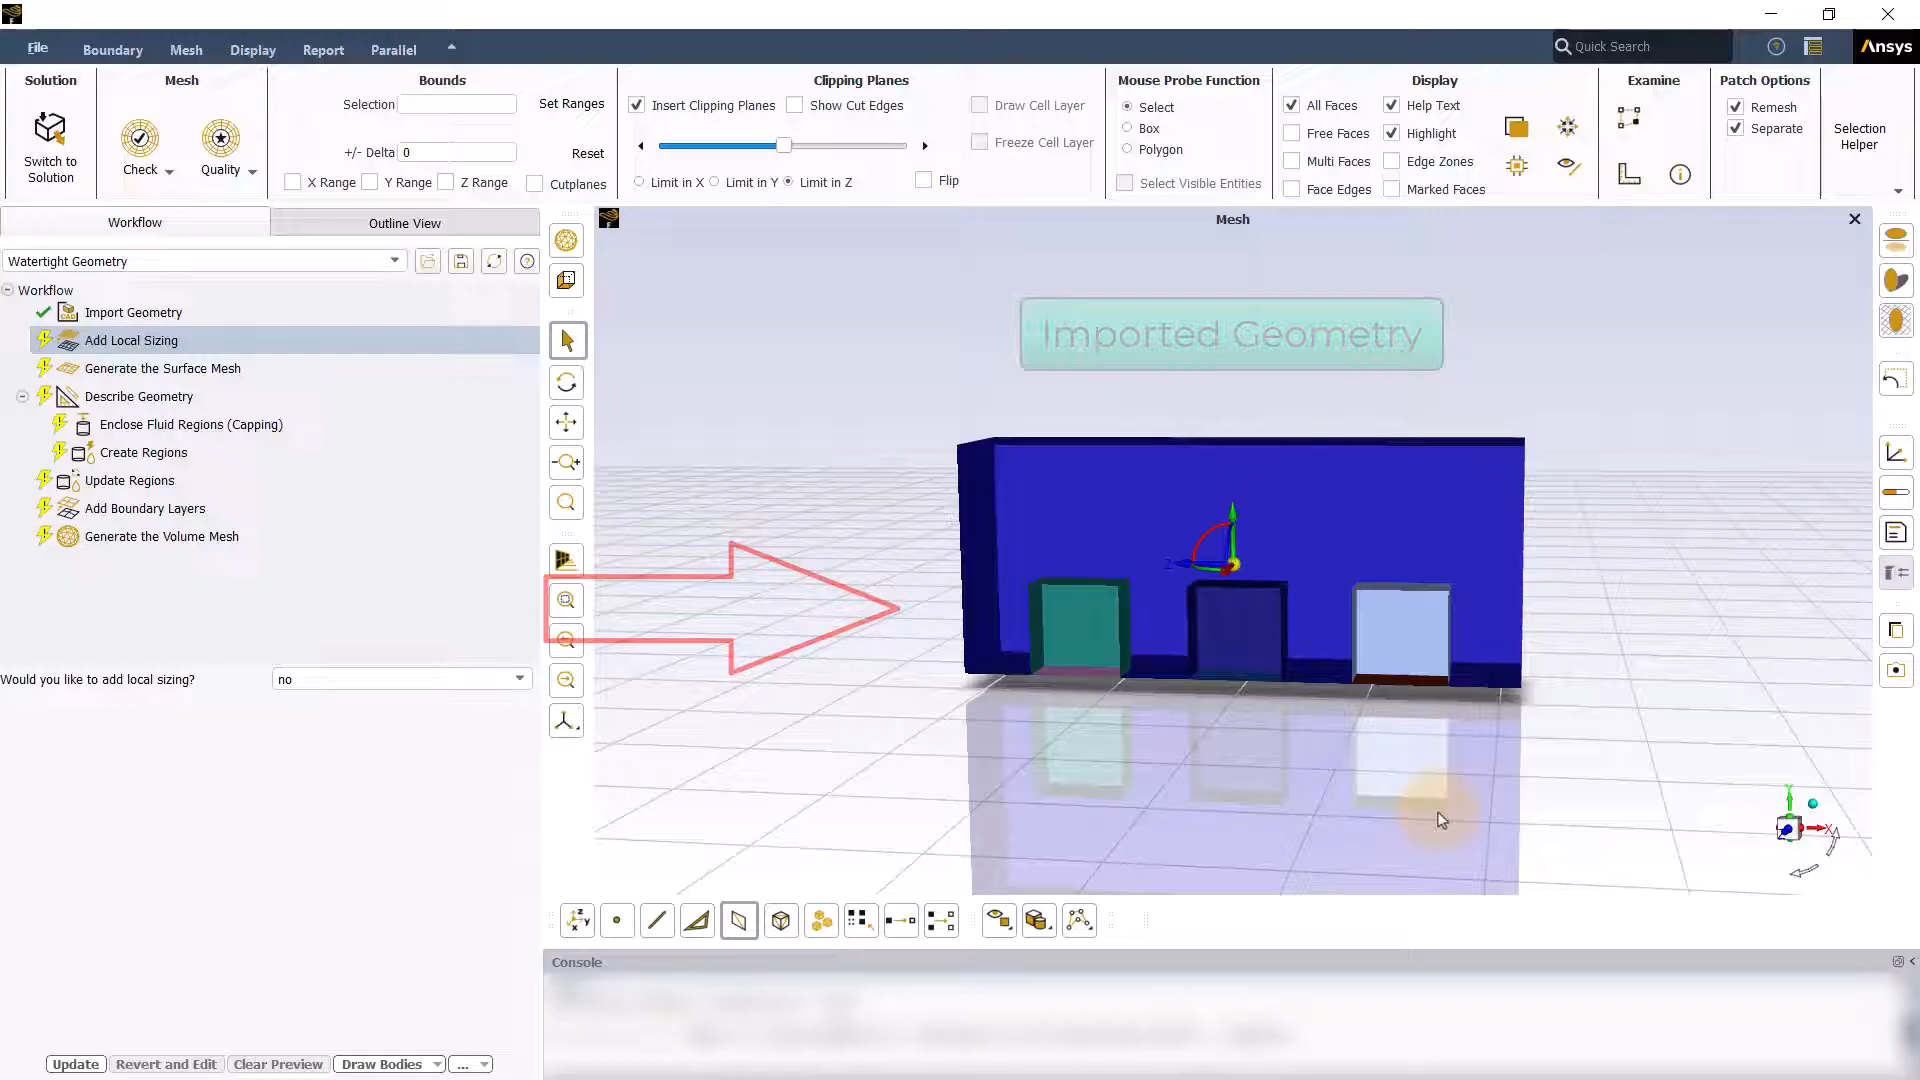 File
Boundary
Mesh
Display
Report
Parallel
Quick Search
Ansys
Solution
Switch to
Solution
Mesh
Check
Quality
Bounds
Selection
Set Ranges
+/- Delta 0
Reset
X Range
Y Range
Z Range
Cutplanes
Clipping Planes
Insert Clipping Planes
Show Cut Edges
Draw Cell Layer
Freeze Cell Layer
Limit in X
Limit in Y
Limit in Z
Flip
Mouse Probe Function
Select
Box
Polygon
Select Visible Entities
Display
All Faces
Help Text
Free Faces
Highlight
Multi Faces
Edge Zones
Face Edges
Marked Faces
Examine
Patch Options
Remesh
Separate
Selection
Helper
Workflow
Outline View
Watertight Geometry
Workflow
Import Geometry
Add Local Sizing
Generate the Surface Mesh
Describe Geometry
Enclose Fluid Regions (Capping)
Create Regions
Update Regions
Add Boundary Layers
Generate the Volume Mesh
Would you like to add local sizing?
no
Update
Revert and Edit
Clear Preview
Draw Bodies
...
Mesh
Imported Geometry
Z
Y
X
Console